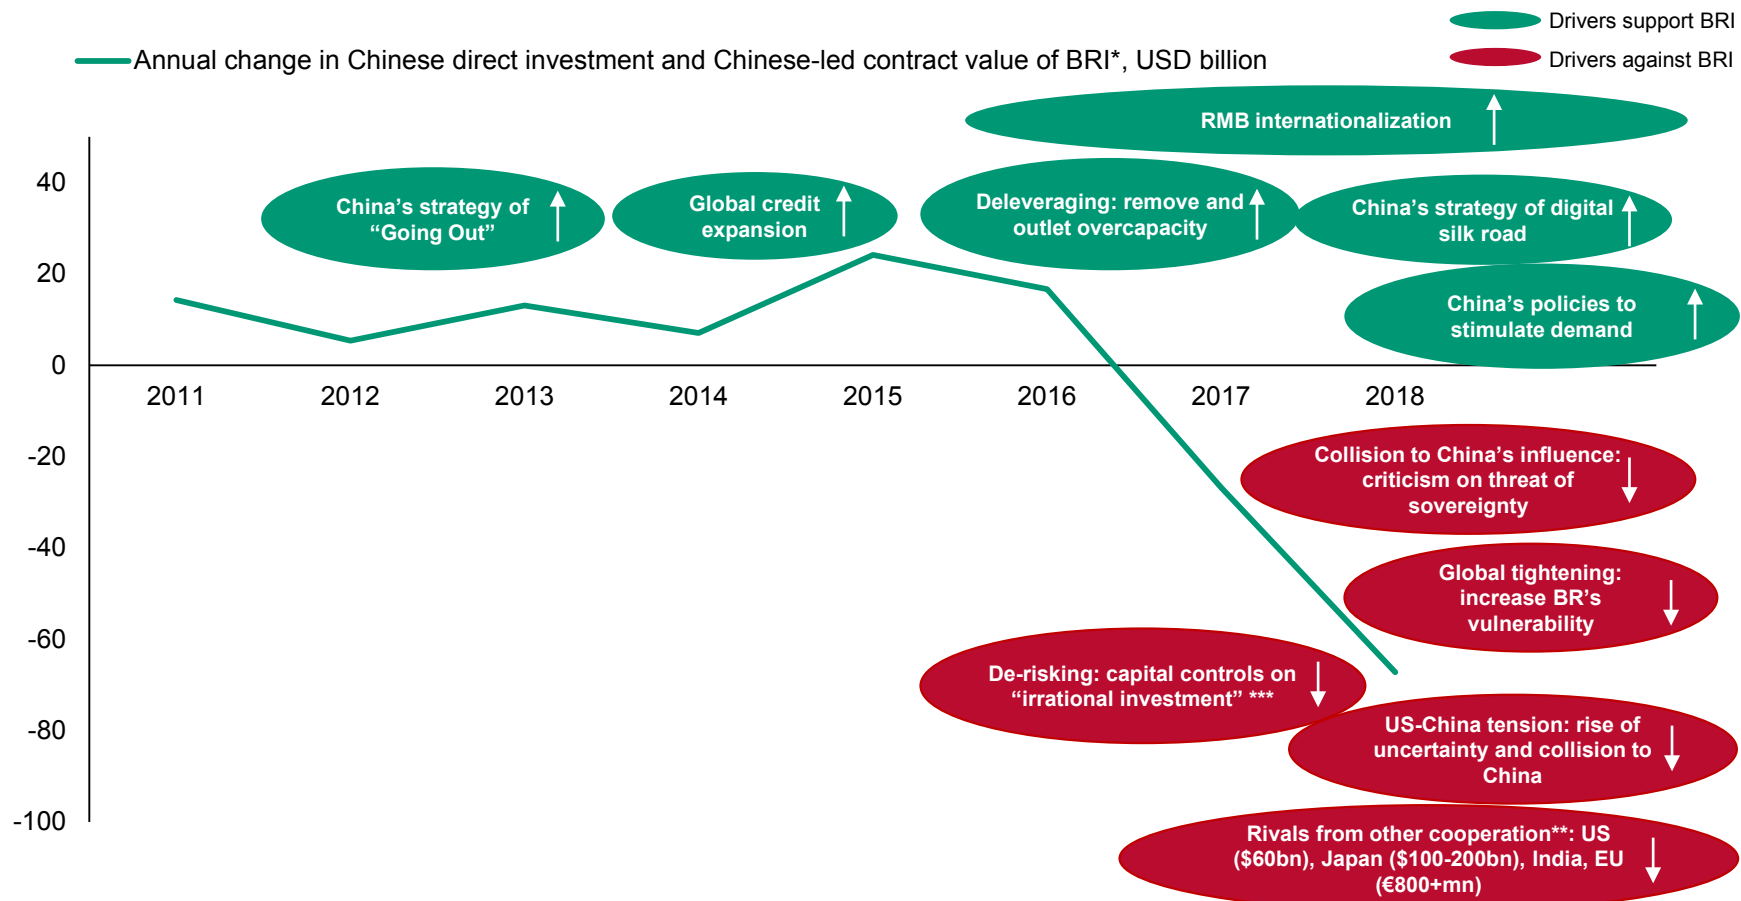 Drivers support BRI
Annual change in Chinese direct investment and Chinese-led contract value of BRI*, USD billion
Drivers against BRI
RMB internationalization
40
China’s strategy of
“Going Out”
Global credit
expansion
Deleveraging: remove and
outlet overcapacity
China’s strategy of digital
silk road
20
China’s policies to
stimulate demand
0
2011
2012
2013
2014
2015
2016
2017
2018
-20
Collision to China’s influence:
criticism on threat of
sovereignty
-40
Global tightening:
increase BR’s
vulnerability
-60
De-risking: capital controls on
“irrational investment” ***
-80
US-China tension: rise of
uncertainty and collision to
China
-100
Rivals from other cooperation**: US
($60bn), Japan ($100-200bn), India, EU
(€800+mn)